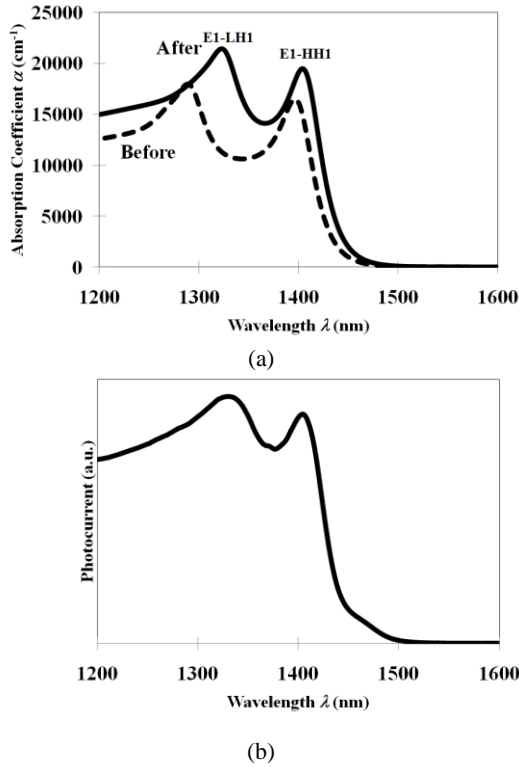 Absorption Coefficient α (cm⁻¹)
25000
20000
15000
10000
5000
0
After
E1-LH1
E1-HH1
Before
1200 1300 1400 1500 1600
Wavelength λ (nm)
(a)
Photocurrent (a.u.)
1200 1300 1400 1500 1600
Wavelength λ (nm)
(b)